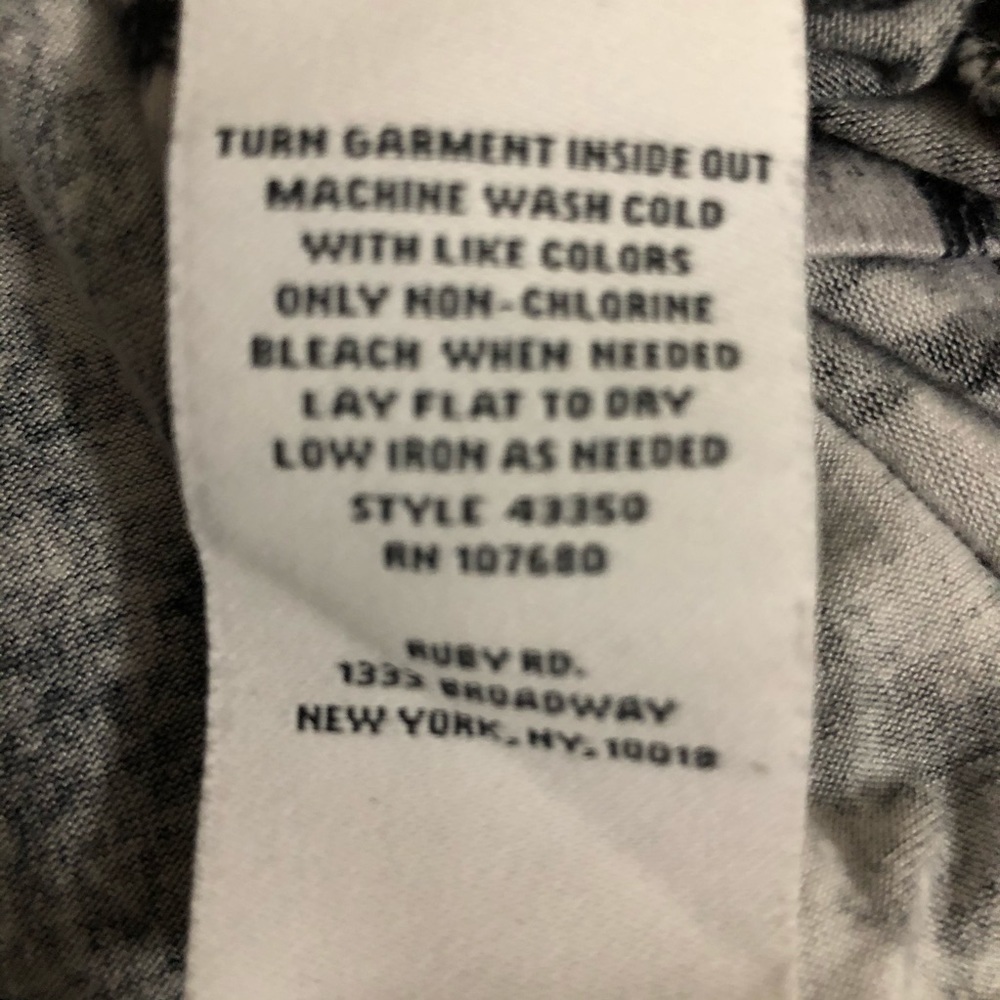 TURN GARMENT INSIDE OUT
MACHINE WASH COLD
WITH LIKE COLORS
ONLY NON-CHLORINE
BLEACH WHEN NEEDED
LAY FLAT TO DRY
LOW IRON AS NEEDED
STYLE 43350
RN 107680
RUBY RD.
BROADWAY
NEW YORK, NY, 10018